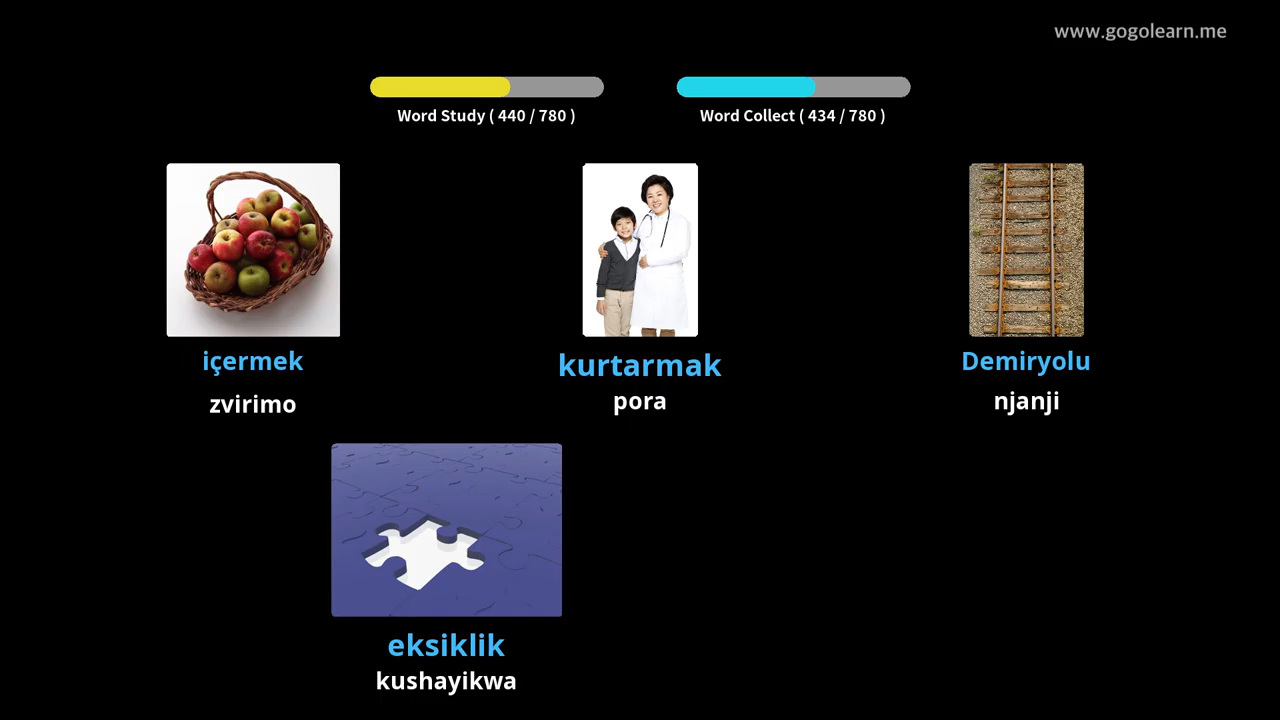 www.gogolearn.me
Word Study ( 440 / 780 )
Word Collect ( 434 / 780 )
içermek
zvirimo
kurtarmak
pora
Demiryolu
njanji
eksiklik
kushayikwa